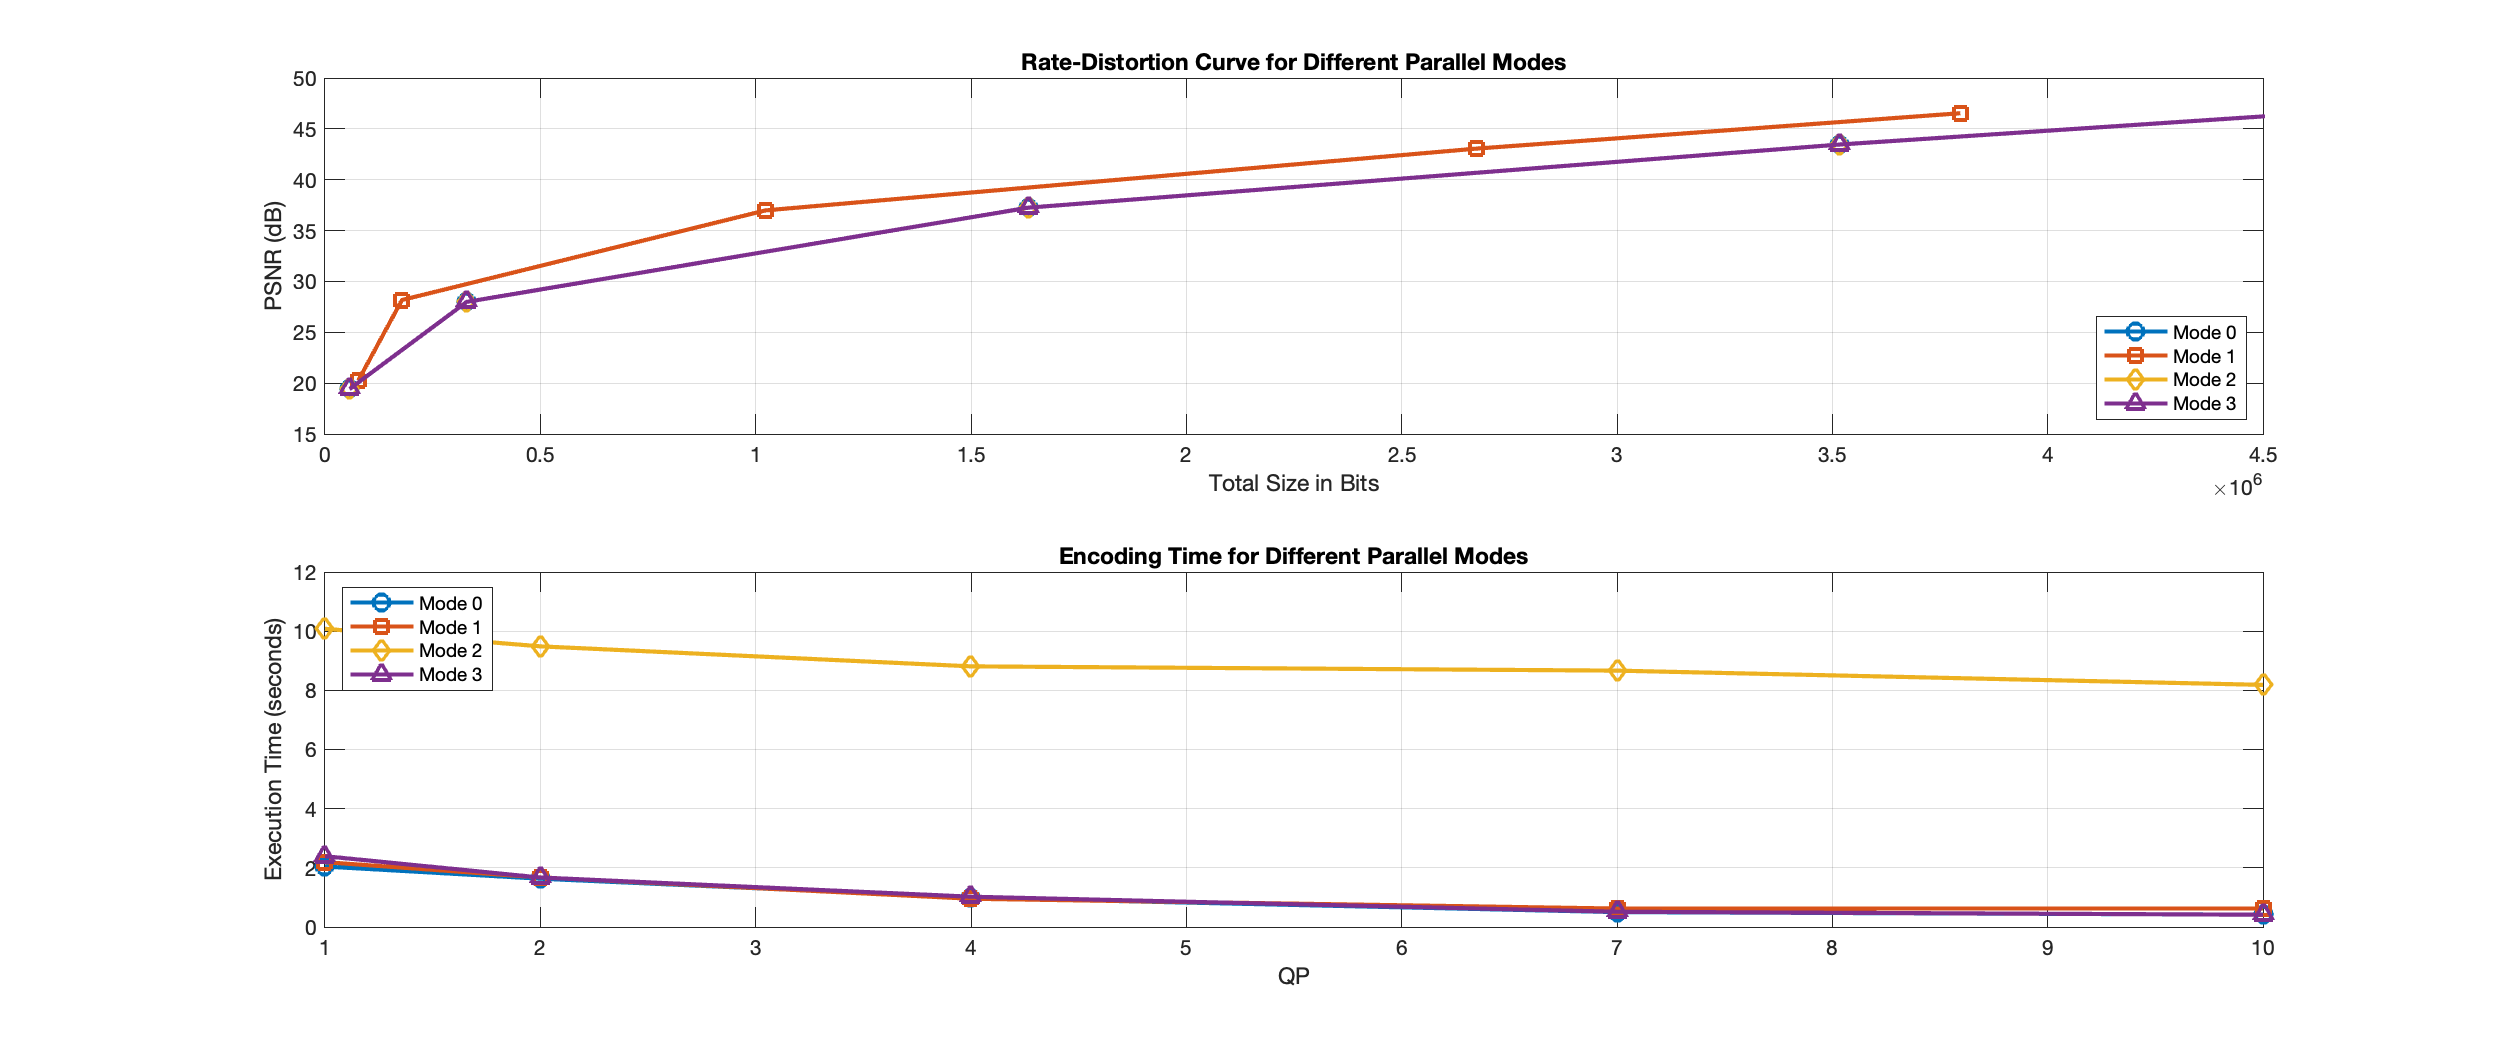 Rate-Distortion Curve for Different Parallel Modes
50
45
40
35
30
25
20
15
PSNR (dB)
0 0.5 1 1.5 2 2.5 3 3.5 4 4.5
×10^6
Total Size in Bits
Mode 0
Mode 1
Mode 2
Mode 3
Encoding Time for Different Parallel Modes
12
10
8
6
4
2
0
Execution Time (seconds)
Mode 0
Mode 1
Mode 2
Mode 3
1 2 3 4 5 6 7 8 9 10
QP